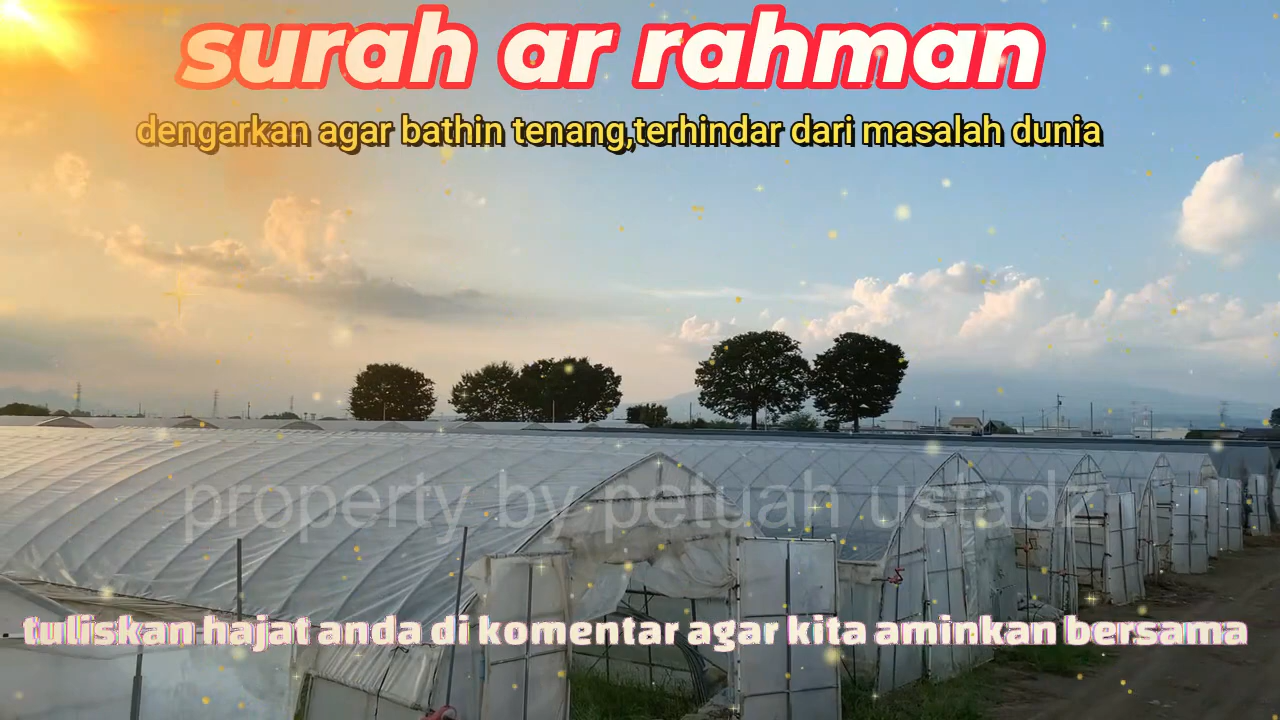 surah ar rahman
dengarkan agar bathin tenang,terhindar dari masalah dunia
property by petuah ustadz
tuliskan hajat anda di komentar agar kita aminkan bersama